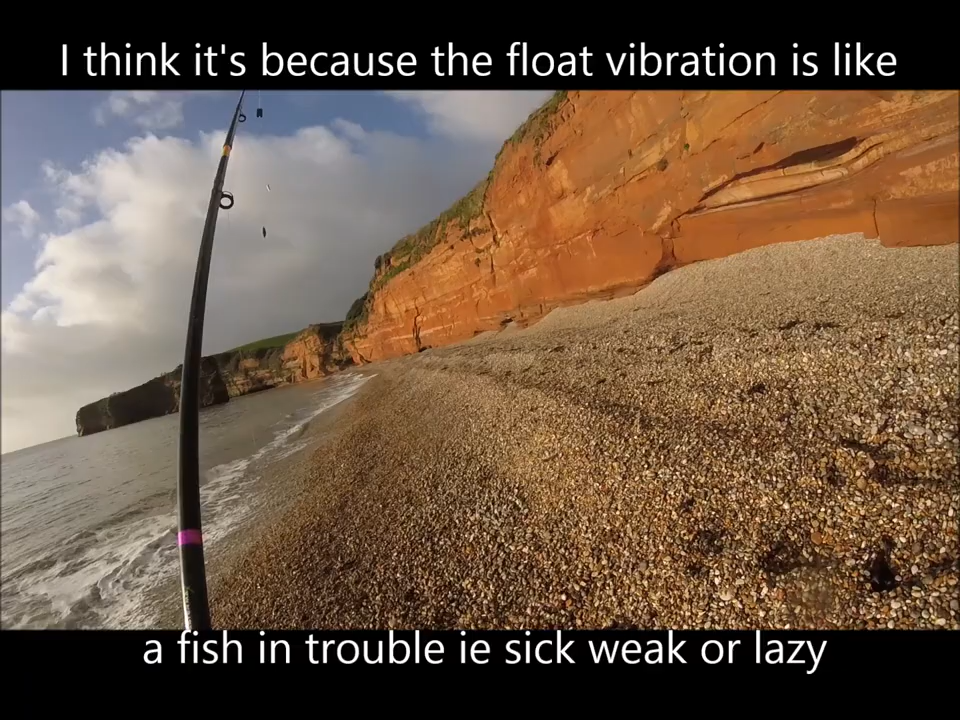 I think it's because the float vibration is like
a fish in trouble ie sick weak or lazy